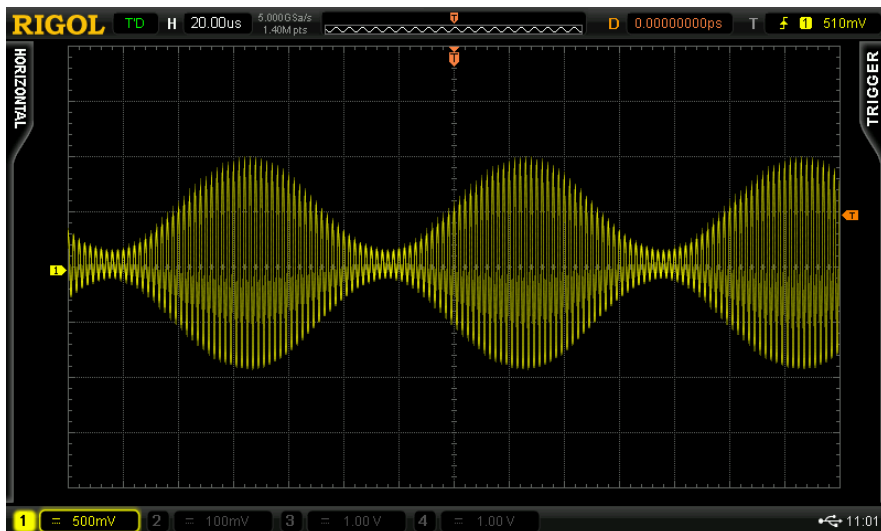 RIGOL T'D H 20.00us 5.000GSa/s D 0.00000000ps T 1 510mV
1.40M pts
T
HORIZONTAL
TRIGGER
T
1
1 = 500mV 2 = 100mV 3 = 1.00 V 4 = 1.00 V 11:01